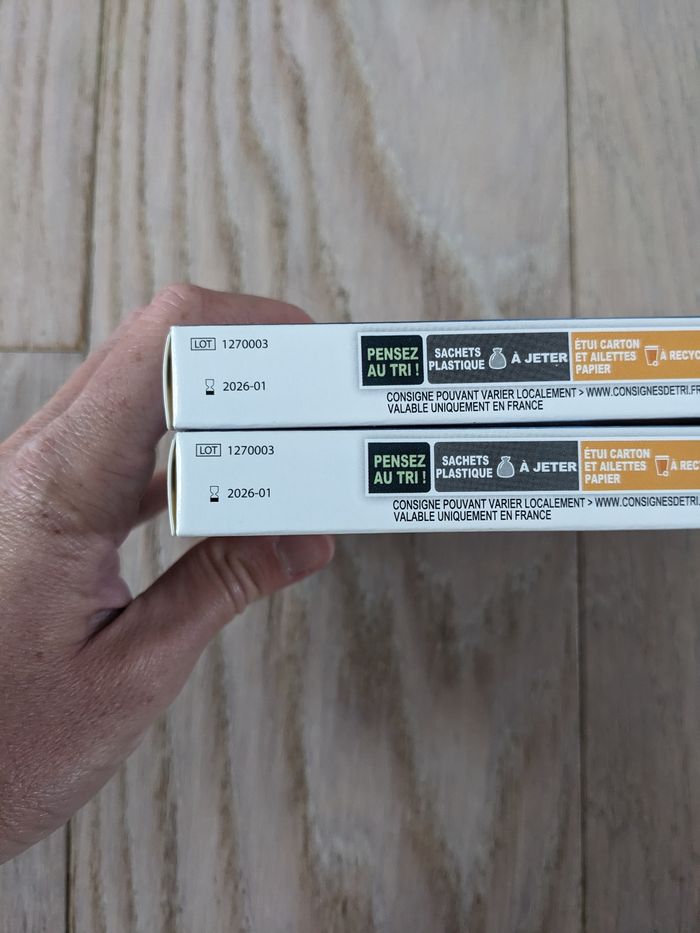 LOT 1270003
2026-01
PENSEZ
AU TRI !
SACHETS
PLASTIQUE
À JETER
ÉTUI CARTON
ET AILETTES
PAPIER
CONSIGNE POUVANT VARIER LOCALEMENT > WWW.CONSIGNESDETRI.FR
VALABLE UNIQUEMENT EN FRANCE
LOT 1270003
2026-01
PENSEZ
AU TRI !
SACHETS
PLASTIQUE
À JETER
ÉTUI CARTON
ET AILETTES
PAPIER
CONSIGNE POUVANT VARIER LOCALEMENT > WWW.CONSIGNESDETRI.
VALABLE UNIQUEMENT EN FRANCE